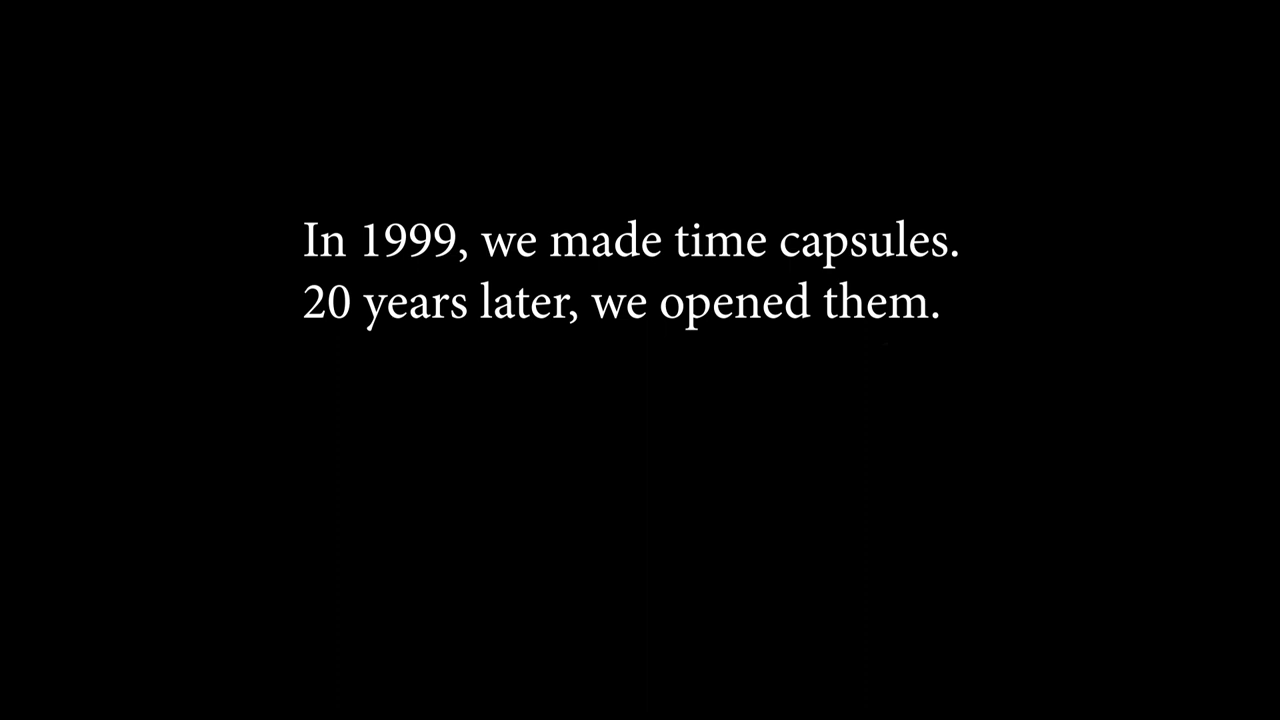 In 1999, we made time capsules.
20 years later, we opened them.